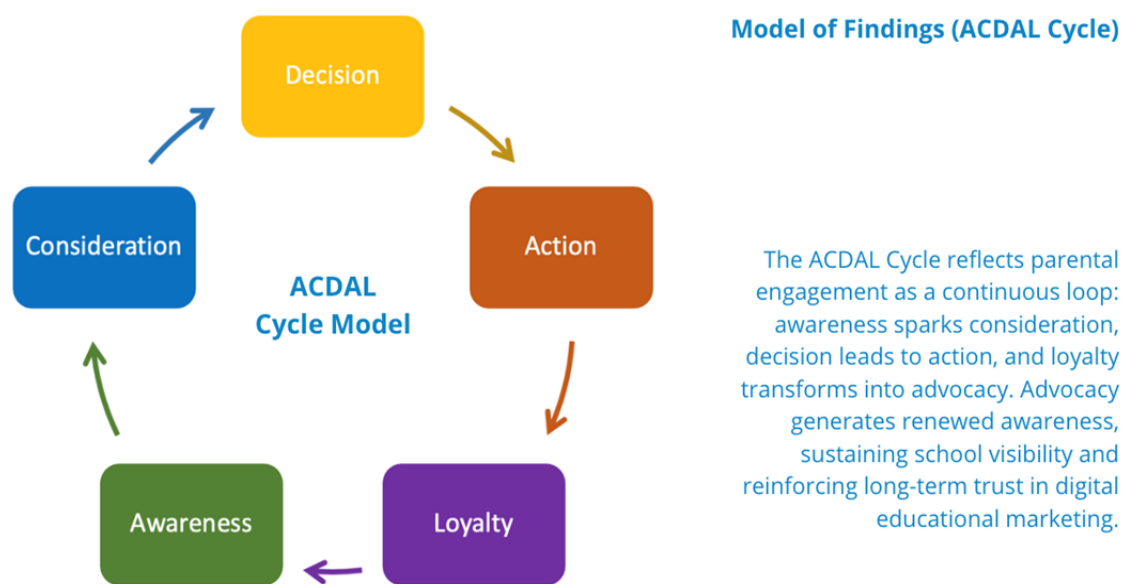 Model of Findings (ACDAL Cycle)
Decision
Consideration
Action
ACDAL
Cycle Model
Awareness
Loyalty
The ACDAL Cycle reflects parental
engagement as a continuous loop:
awareness sparks consideration,
decision leads to action, and loyalty
transforms into advocacy. Advocacy
generates renewed awareness,
sustaining school visibility and
reinforcing long-term trust in digital
educational marketing.